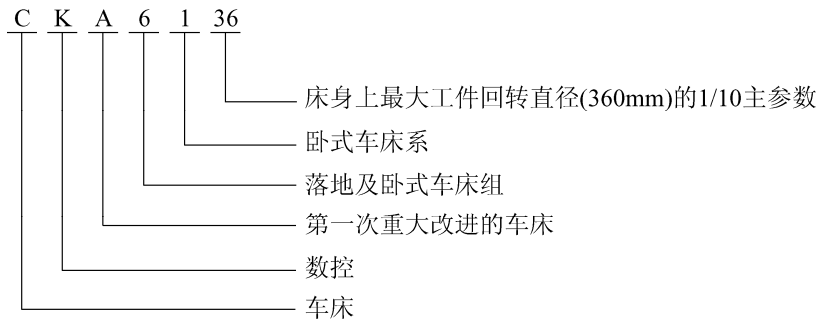 C K A 6 1 36
床身上最大工件回转直径(360mm)的1/10主参数
卧式车床系
落地及卧式车床组
第一次重大改进的车床
数控
车床